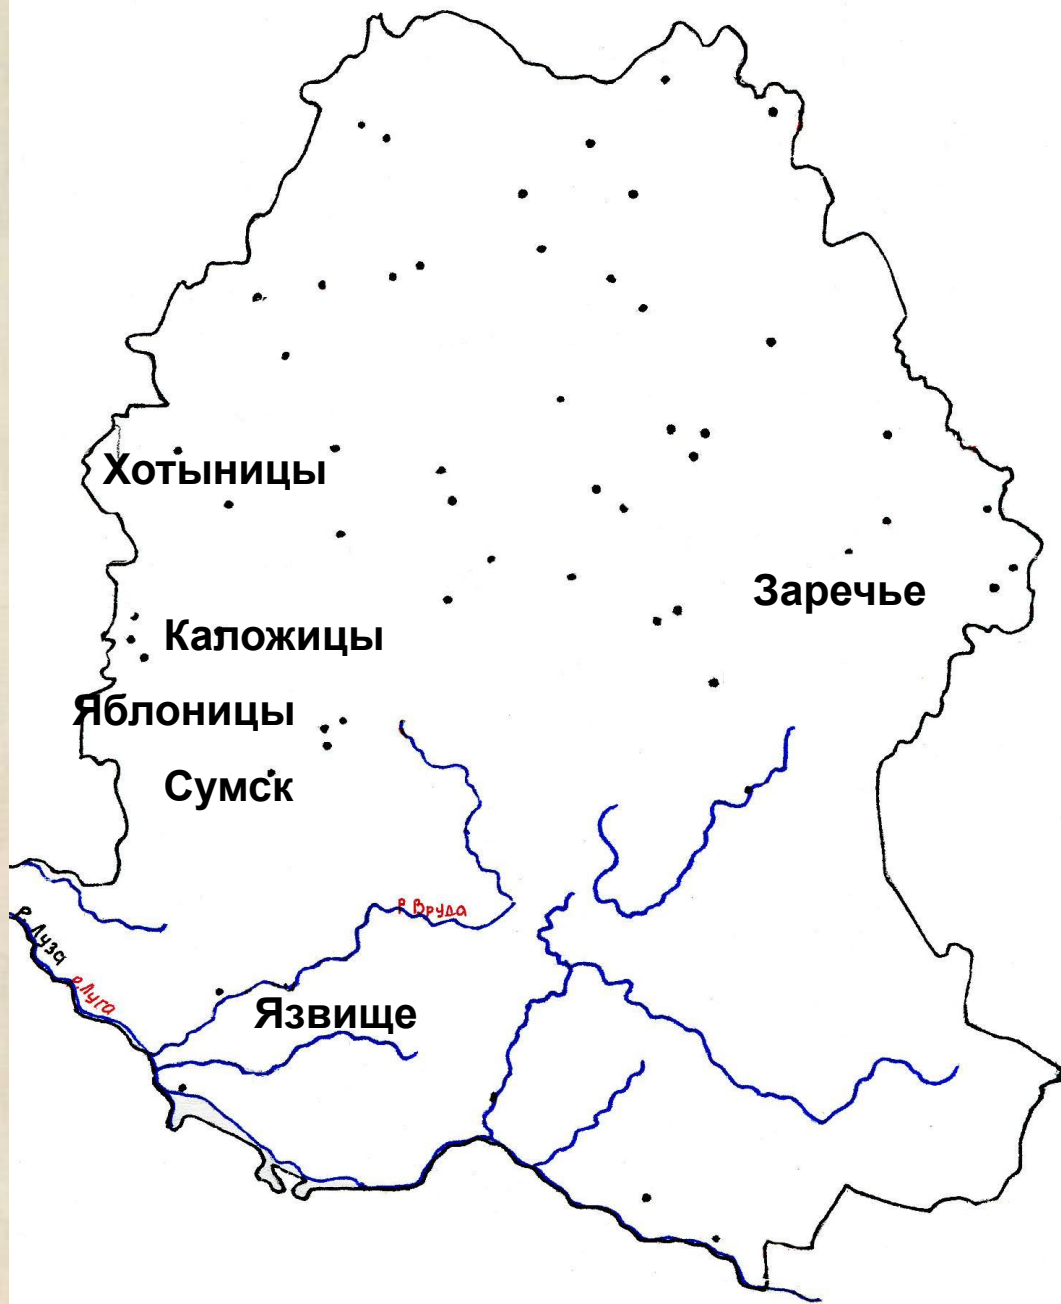 Хотыницы
Заречье
Каложицы
Яблоницы
Сумск
р. Вруда
р. Луза
р. Луга
Язвище